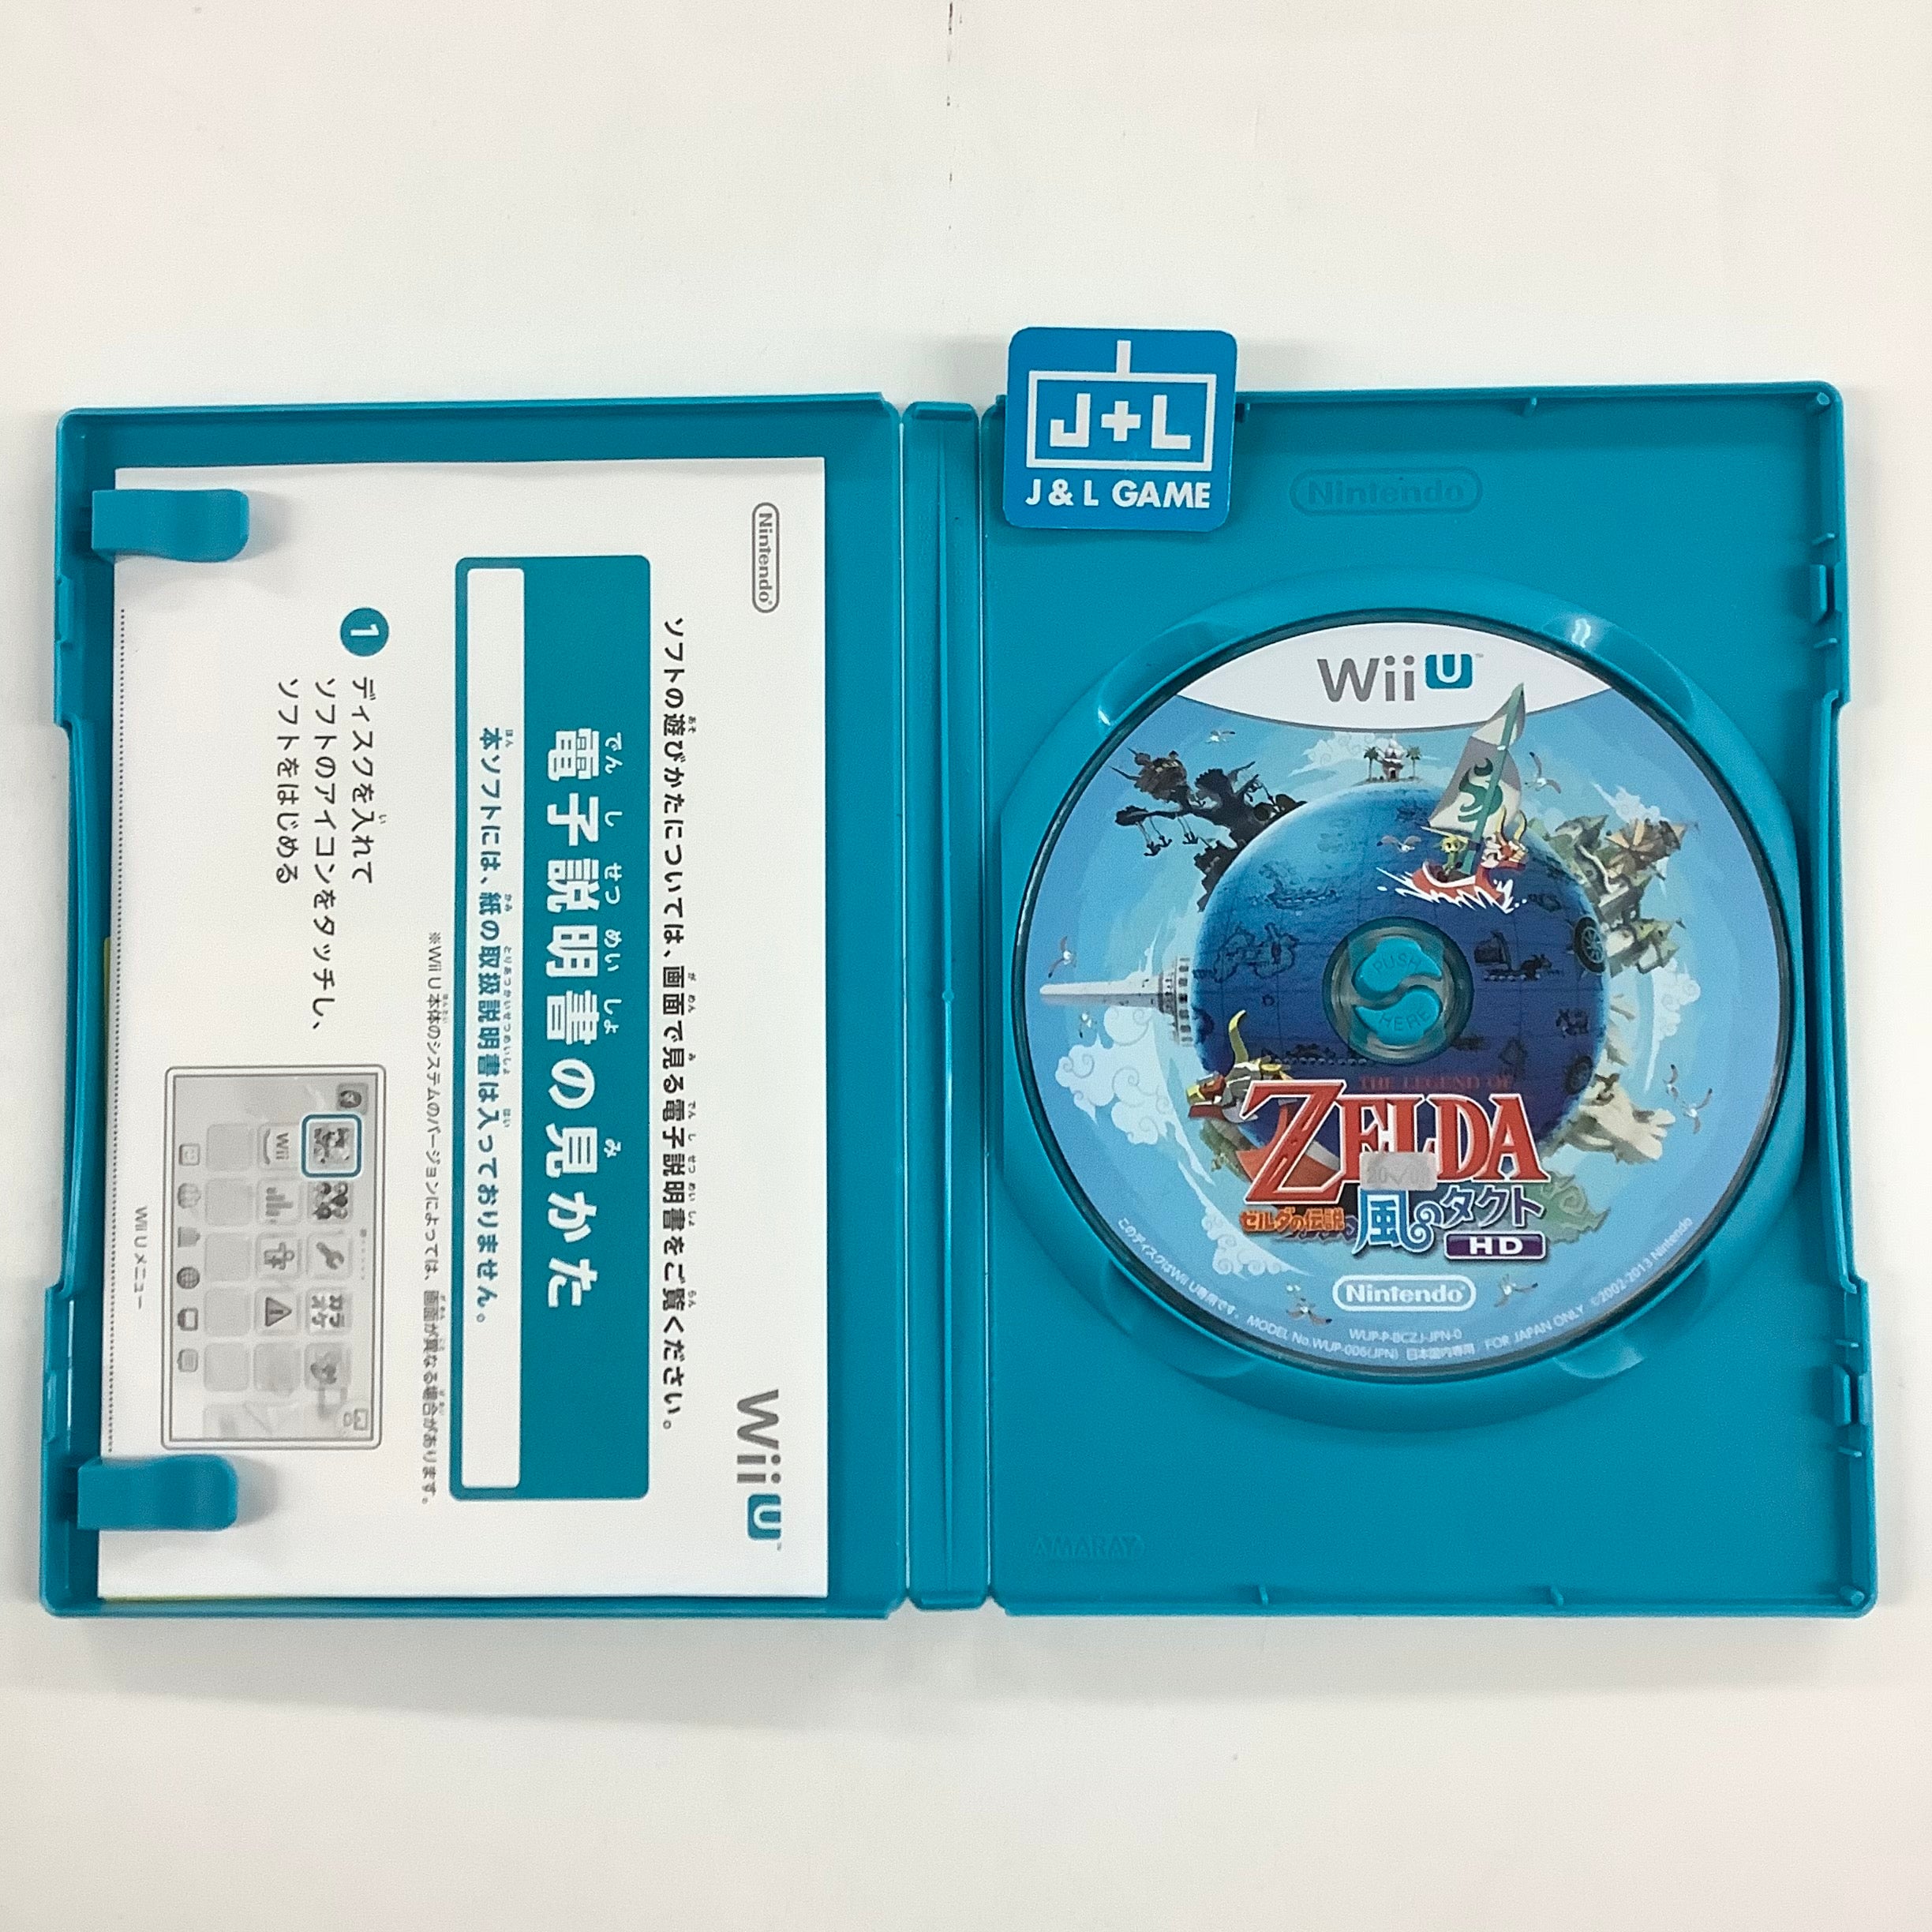 Nintendo
Wii U
ソフトの遊びかたについては、画面で見る電子説明書をご覧ください。
電子説明書の見かた
本ソフトには、紙の取扱説明書は入っておりません。
※Wii U 本体のシステムのバージョンによっては、画面が異なる場合があります。
1
ディスクを入れて
ソフトのアイコンをタッチし、
ソフトをはじめる
Wii
Wii U メニュー
J+L
J & L GAME
Nintendo
Wii U
PUSH
HERE
THE LEGEND OF
ZELDA
ゼルダの伝説
風のタクト
HD
Nintendo
WUP-P-BCZJ-JPN-0
このディスクはWii U専用です。 MODEL No.WUP-006(JPN) 日本国内専用 FOR JAPAN ONLY ©2002-2013 Nintendo
AMARAY